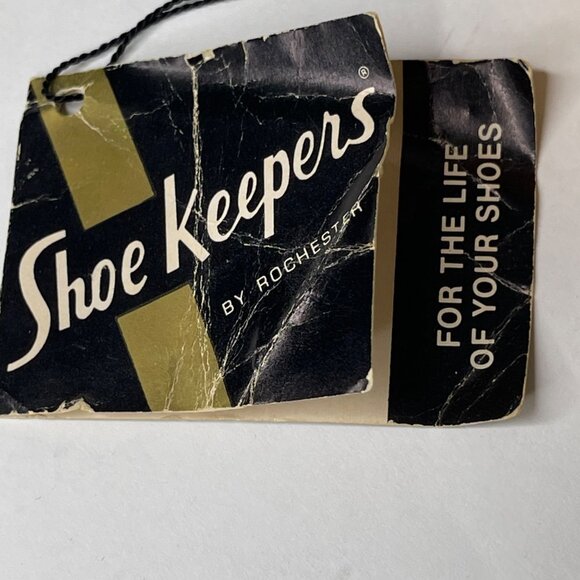 Shoe Keepers®
BY ROCHESTER
FOR THE LIFE
OF YOUR SHOES